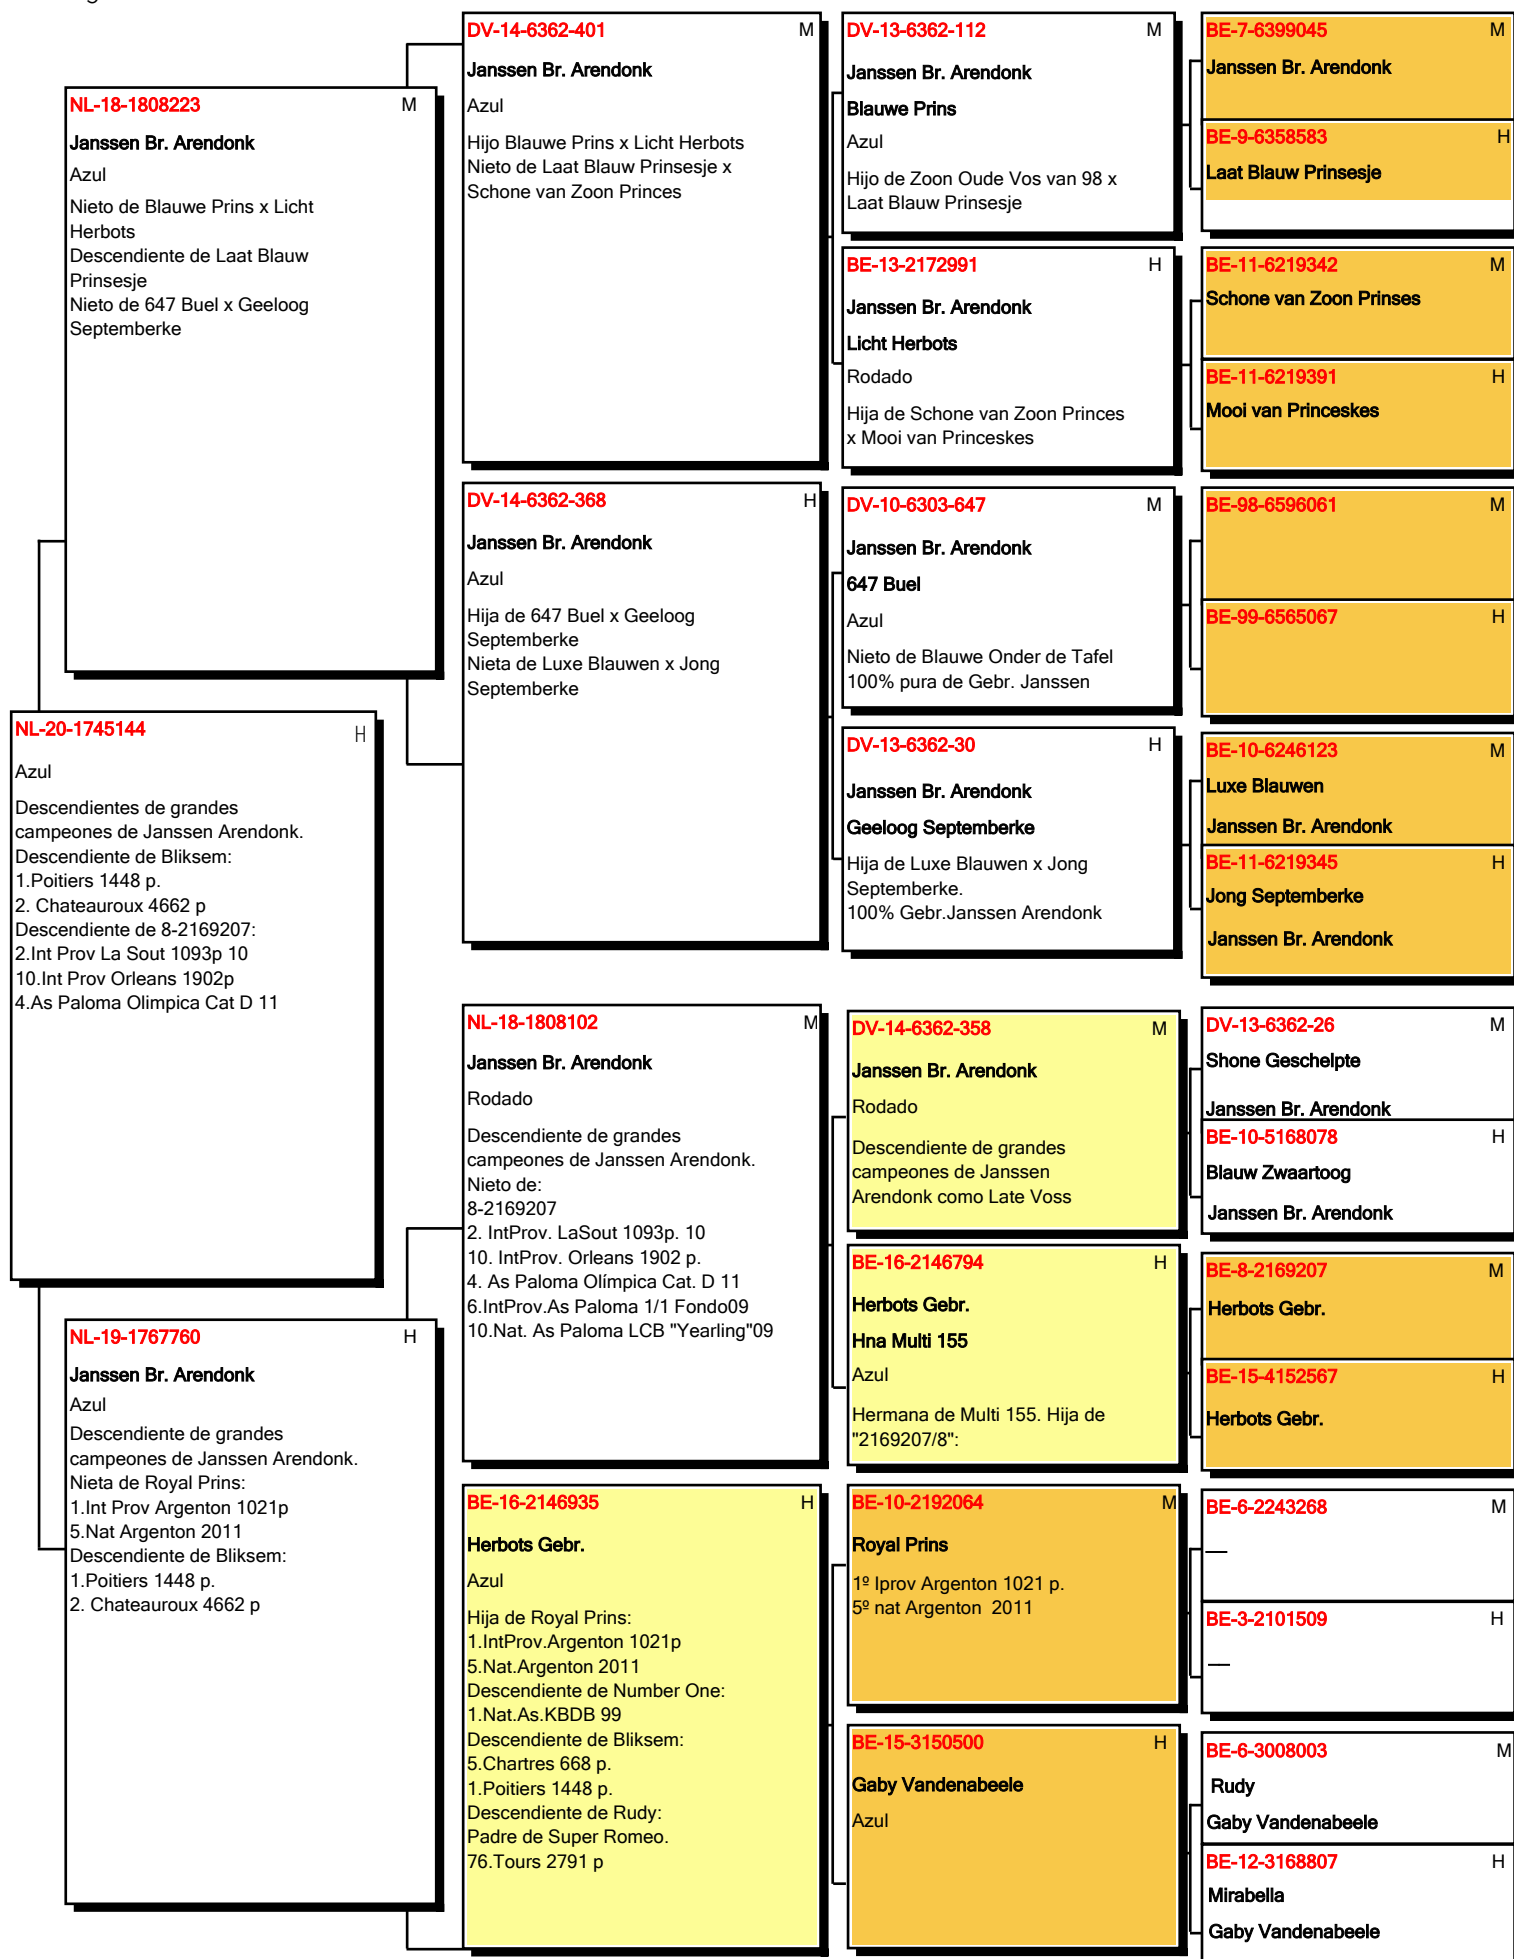 NL-20-1745144 H
Azul
Descendientes de grandes
campeones de Janssen Arendonk.
Descendiente de Bliksem:
1.Poitiers 1448 p.
2. Chateauroux 4662 p
Descendiente de 8-2169207:
2.Int Prov La Sout 1093p 10
10.Int Prov Orleans 1902p
4.As Paloma Olimpica Cat D 11
NL-18-1808223 M
Janssen Br. Arendonk
Azul
Nieto de Blauwe Prins x Licht
Herbots
Descendiente de Laat Blauw
Prinsesje
Nieto de 647 Buel x Geeloog
Septemberke
NL-19-1767760 H
Janssen Br. Arendonk
Azul
Descendiente de grandes
campeones de Janssen Arendonk.
Nieta de Royal Prins:
1.Int Prov Argenton 1021p
5.Nat Argenton 2011
Descendiente de Bliksem:
1.Poitiers 1448 p.
2. Chateauroux 4662 p
DV-14-6362-401 M
Janssen Br. Arendonk
Azul
Hijo Blauwe Prins x Licht Herbots
Nieto de Laat Blauw Prinsesje x
Schone van Zoon Princes
DV-14-6362-368 H
Janssen Br. Arendonk
Azul
Hija de 647 Buel x Geeloog
Septemberke
Nieta de Luxe Blauwen x Jong
Septemberke
NL-18-1808102 M
Janssen Br. Arendonk
Rodado
Descendiente de grandes
campeones de Janssen Arendonk.
Nieto de:
8-2169207
2. IntProv. LaSout 1093p. 10
10. IntProv. Orleans 1902 p.
4. As Paloma Olímpica Cat. D 11
6.IntProv.As Paloma 1/1 Fondo09
10.Nat. As Paloma LCB "Yearling"09
BE-16-2146935 H
Herbots Gebr.
Azul
Hija de Royal Prins:
1.IntProv.Argenton 1021p
5.Nat.Argenton 2011
Descendiente de Number One:
1.Nat.As.KBDB 99
Descendiente de Bliksem:
5.Chartres 668 p.
1.Poitiers 1448 p.
Descendiente de Rudy:
Padre de Super Romeo.
76.Tours 2791 p
DV-13-6362-112 M
Janssen Br. Arendonk
Blauwe Prins
Azul
Hijo de Zoon Oude Vos van 98 x
Laat Blauw Prinsesje
BE-13-2172991 H
Janssen Br. Arendonk
Licht Herbots
Rodado
Hija de Schone van Zoon Princes
x Mooi van Princeskes
DV-10-6303-647 M
Janssen Br. Arendonk
647 Buel
Azul
Nieto de Blauwe Onder de Tafel
100% pura de Gebr. Janssen
DV-13-6362-30 H
Janssen Br. Arendonk
Geeloog Septemberke
Hija de Luxe Blauwen x Jong
Septemberke.
100% Gebr.Janssen Arendonk
DV-14-6362-358 M
Janssen Br. Arendonk
Rodado
Descendiente de grandes
campeones de Janssen
Arendonk como Late Voss
BE-16-2146794 H
Herbots Gebr.
Hna Multi 155
Azul
Hermana de Multi 155. Hija de
"2169207/8":
BE-10-2192064 M
Royal Prins
1º Iprov Argenton 1021 p.
5º nat Argenton 2011
BE-15-3150500 H
Gaby Vandenabeele
Azul
BE-7-6399045 M
Janssen Br. Arendonk
BE-9-6358583 H
Laat Blauw Prinsesje
BE-11-6219342 M
Schone van Zoon Prinses
BE-11-6219391 H
Mooi van Princeskes
BE-98-6596061 M
BE-99-6565067 H
BE-10-6246123 M
Luxe Blauwen
Janssen Br. Arendonk
BE-11-6219345 H
Jong Septemberke
Janssen Br. Arendonk
DV-13-6362-26 M
Shone Geschelpte
Janssen Br. Arendonk
BE-10-5168078 H
Blauw Zwaartoog
Janssen Br. Arendonk
BE-8-2169207 M
Herbots Gebr.
BE-15-4152567 H
Herbots Gebr.
BE-6-2243268 M
__
BE-3-2101509 H
__
BE-6-3008003 M
Rudy
Gaby Vandenabeele
BE-12-3168807 H
Mirabella
Gaby Vandenabeele